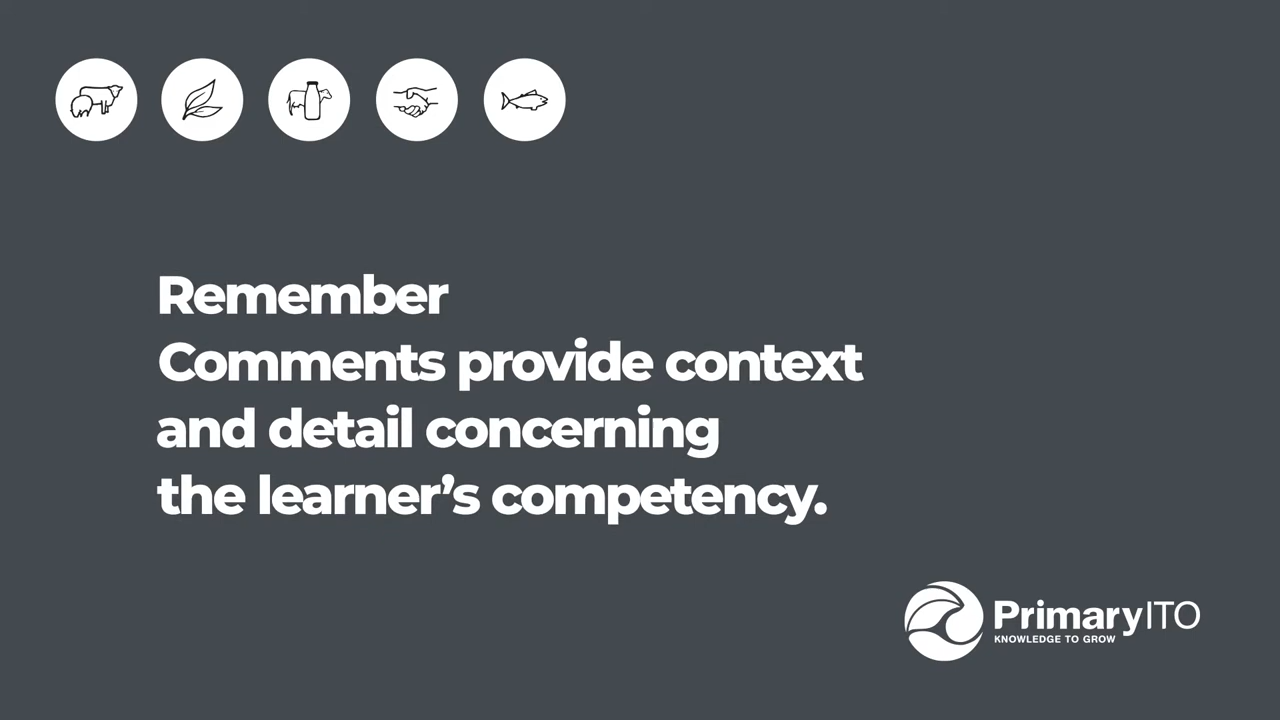 Remember
Comments provide context
and detail concerning
the learner’s competency.
PrimaryITO
KNOWLEDGE TO GROW